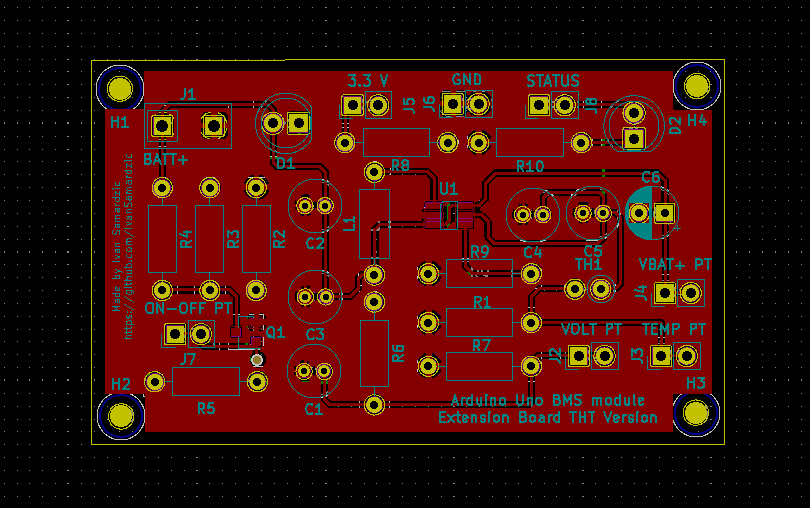 3.3 V
GND
STATUS
J1
J5
J6
J8
H1
H4
D2
BATT+
D1
R8
R10
C6
U1
Made by Ivan Samardzic
https://github.com/IvanSamardzic
R4
R3
R2
C2
L1
C4
C5
+
R9
TH1
VBAT+ PT
J4
ON-OFF PT
R1
Q1
C3
VOLT PT
TEMP PT
J7
R6
R7
J2
J3
H2
H3
R5
C1
Arduino Uno BMS module
Extension Board THT Version